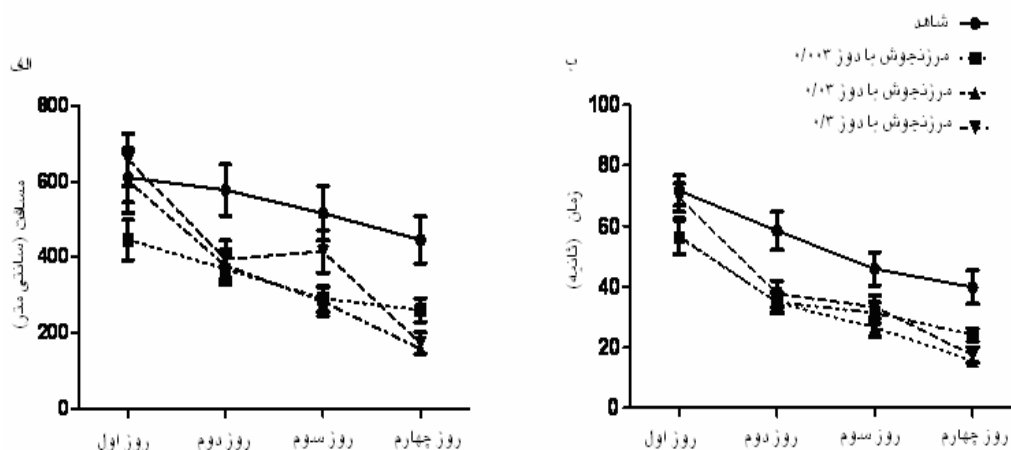 شاهد
مرزنجوش با دوز ۰/۰۰۳
مرزنجوش با دوز ۰/۰۳
مرزنجوش با دوز ۰/۳
الف
800
600
400
200
0
مسافت (سانتی متر)
روز اول
روز دوم
روز سوم
روز چهارم
ب
100
80
60
40
20
0
زمان (ثانیه)
روز اول
روز دوم
روز سوم
روز چهارم